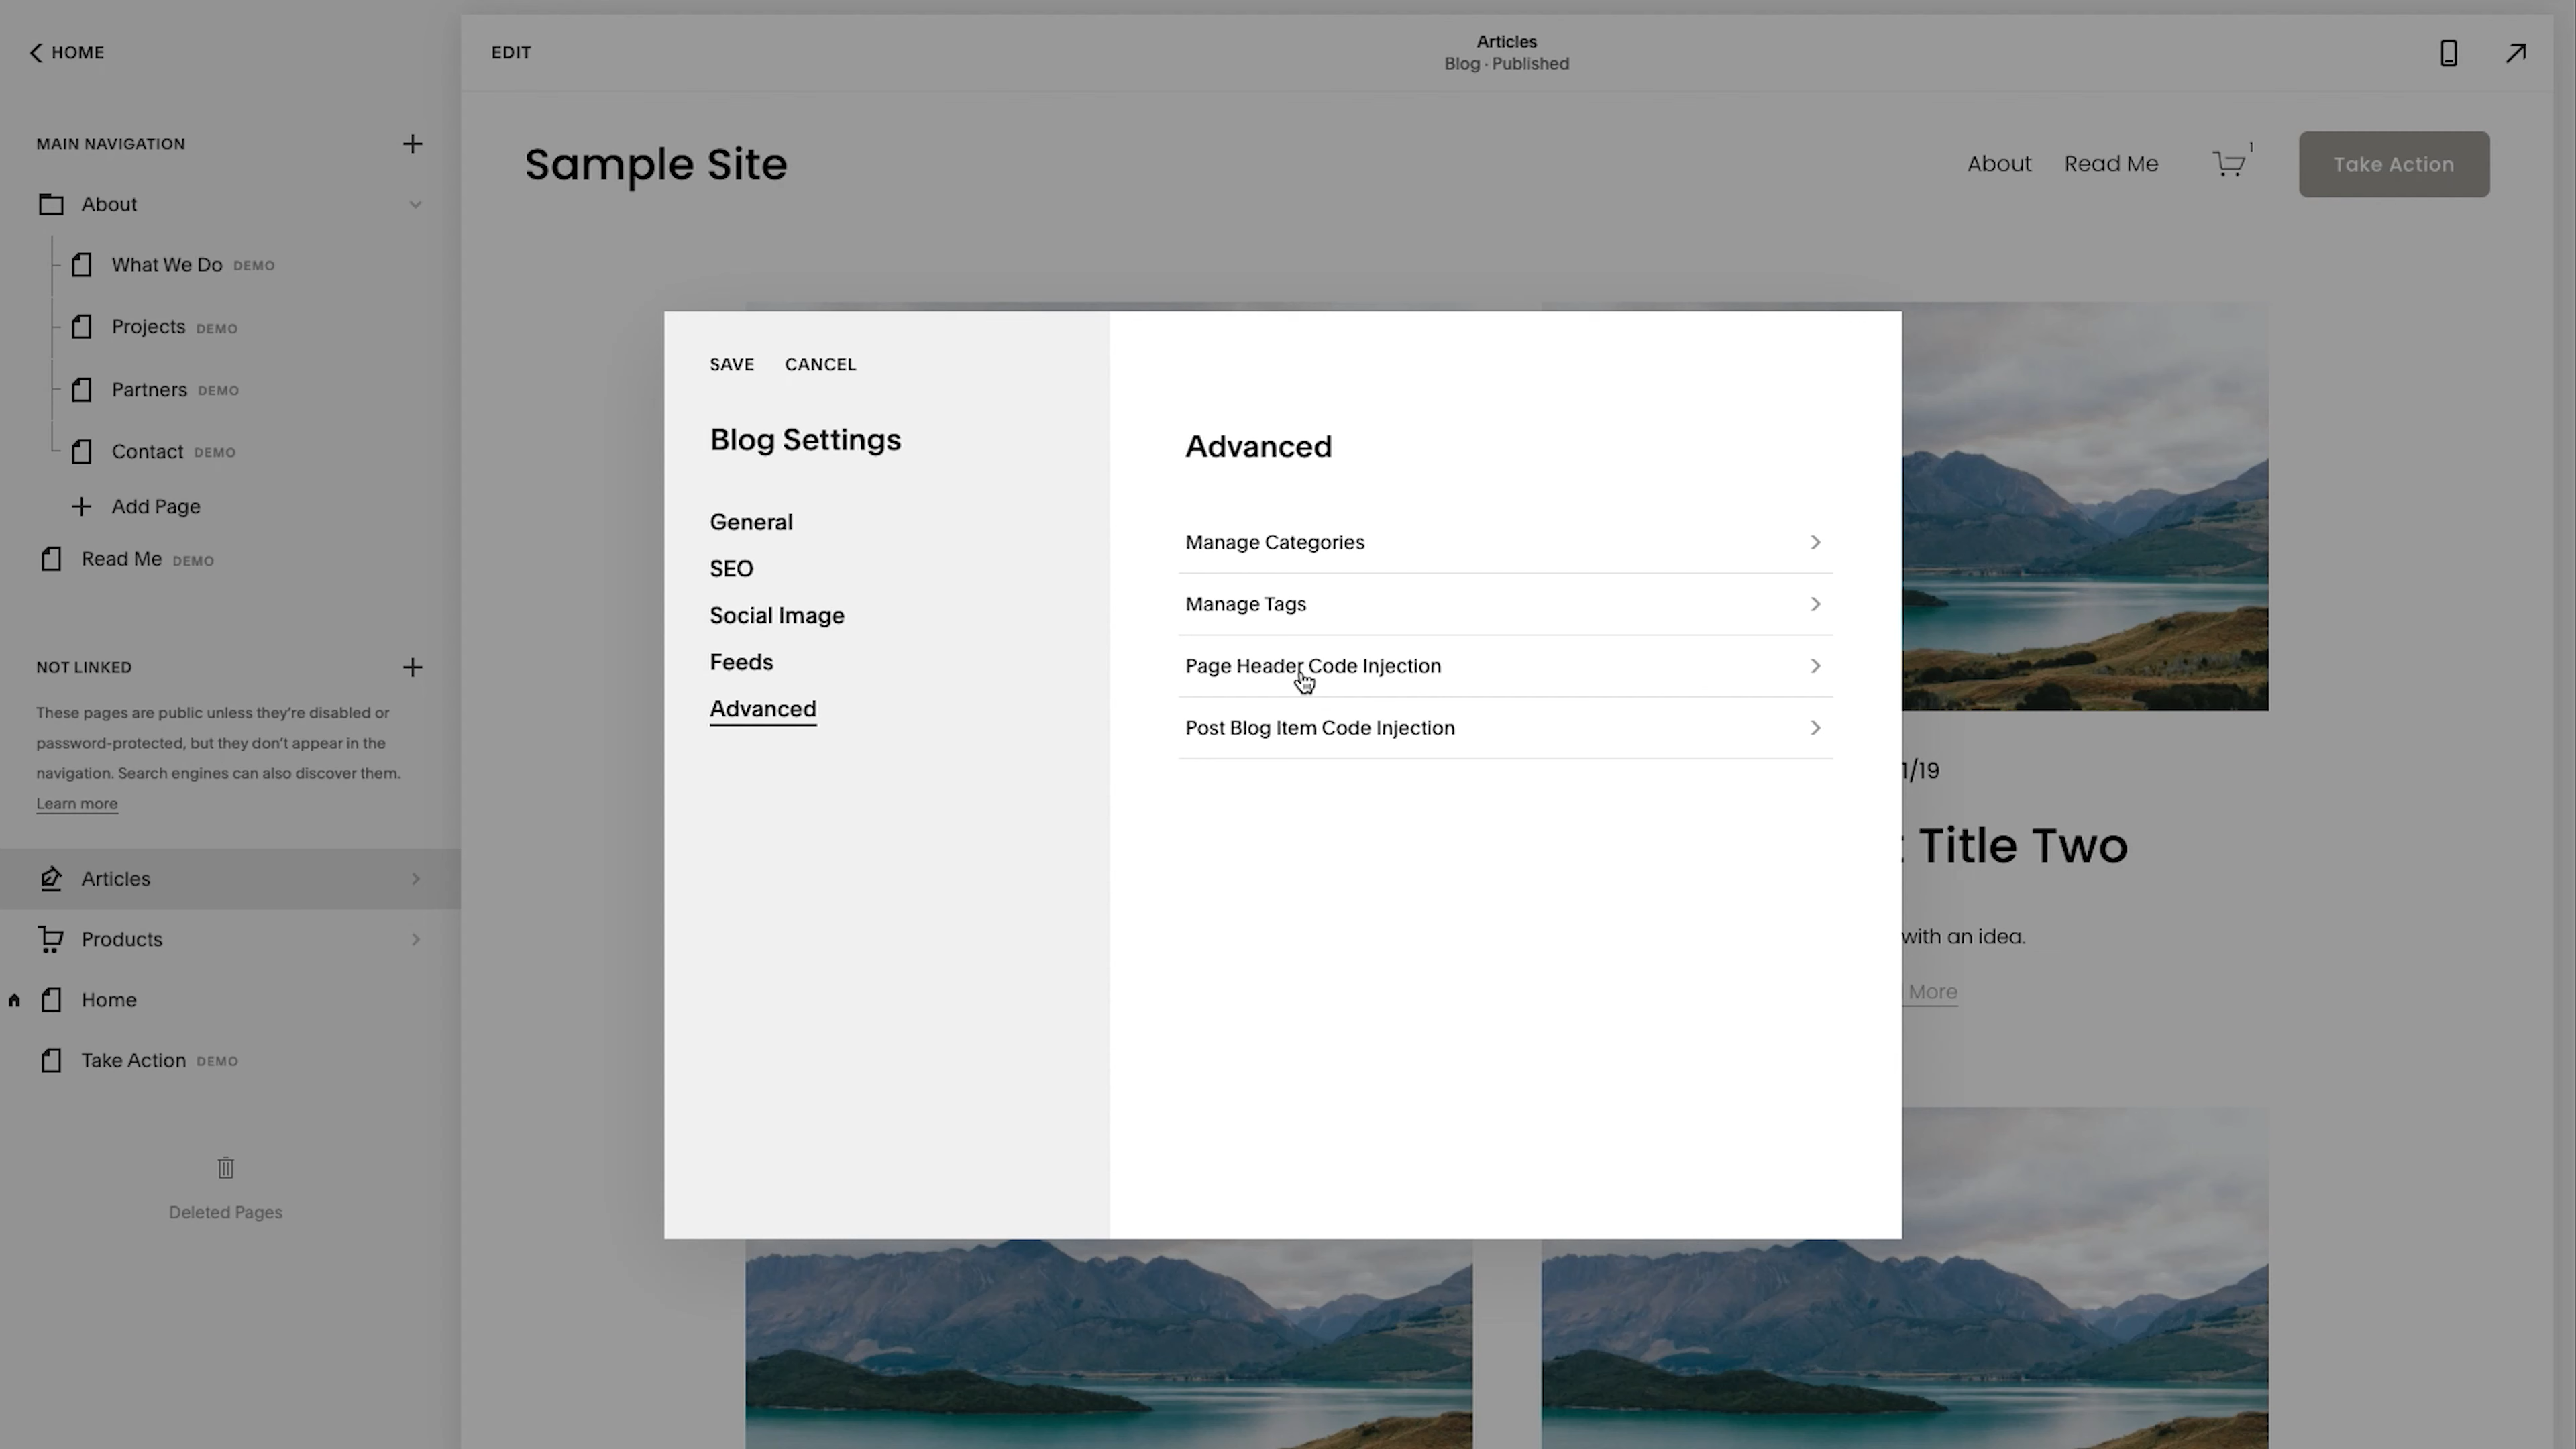 HOME
MAIN NAVIGATION
About
What We Do DEMO
Projects DEMO
Partners DEMO
Contact DEMO
Add Page
Read Me DEMO
NOT LINKED
These pages are public unless they're disabled or
password-protected, but they don't appear in the
navigation. Search engines can also discover them.
Learn more
Articles
Products
Home
Take Action DEMO
Deleted Pages
EDIT
Articles
Blog · Published
Sample Site
About
Read Me
1
Take Action
SAVE CANCEL
Blog Settings
General
SEO
Social Image
Feeds
Advanced
Advanced
Manage Categories
Manage Tags
Page Header Code Injection
Post Blog Item Code Injection
1/19
Title Two
with an idea.
More